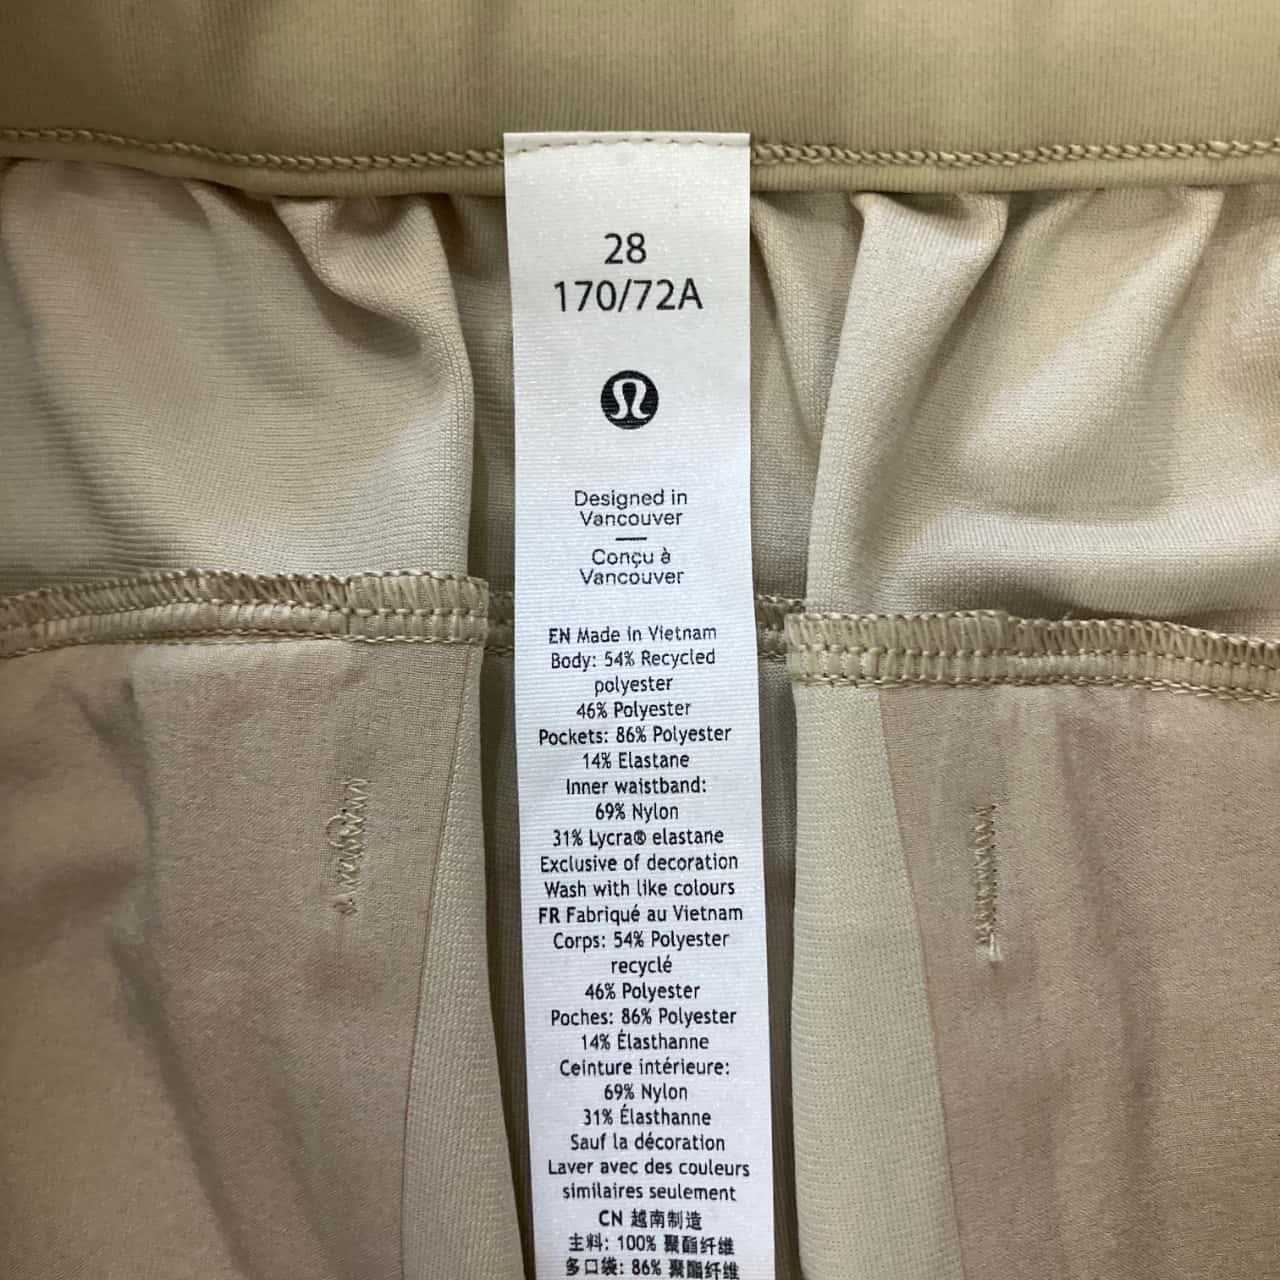 28
170/72A
Designed in
Vancouver
Conçu à
Vancouver
EN Made in Vietnam
Body: 54% Recycled
polyester
46% Polyester
Pockets: 86% Polyester
14% Elastane
Inner waistband:
69% Nylon
31% Lycra® elastane
Exclusive of decoration
Wash with like colours
FR Fabriqué au Vietnam
Corps: 54% Polyester
recyclé
46% Polyester
Poches: 86% Polyester
14% Élasthanne
Ceinture intérieure:
69% Nylon
31% Élasthanne
Sauf la décoration
Laver avec des couleurs
similaires seulement
CN 越南制造
主料: 100% 聚酯纤维
多口袋: 86% 聚酯纤维